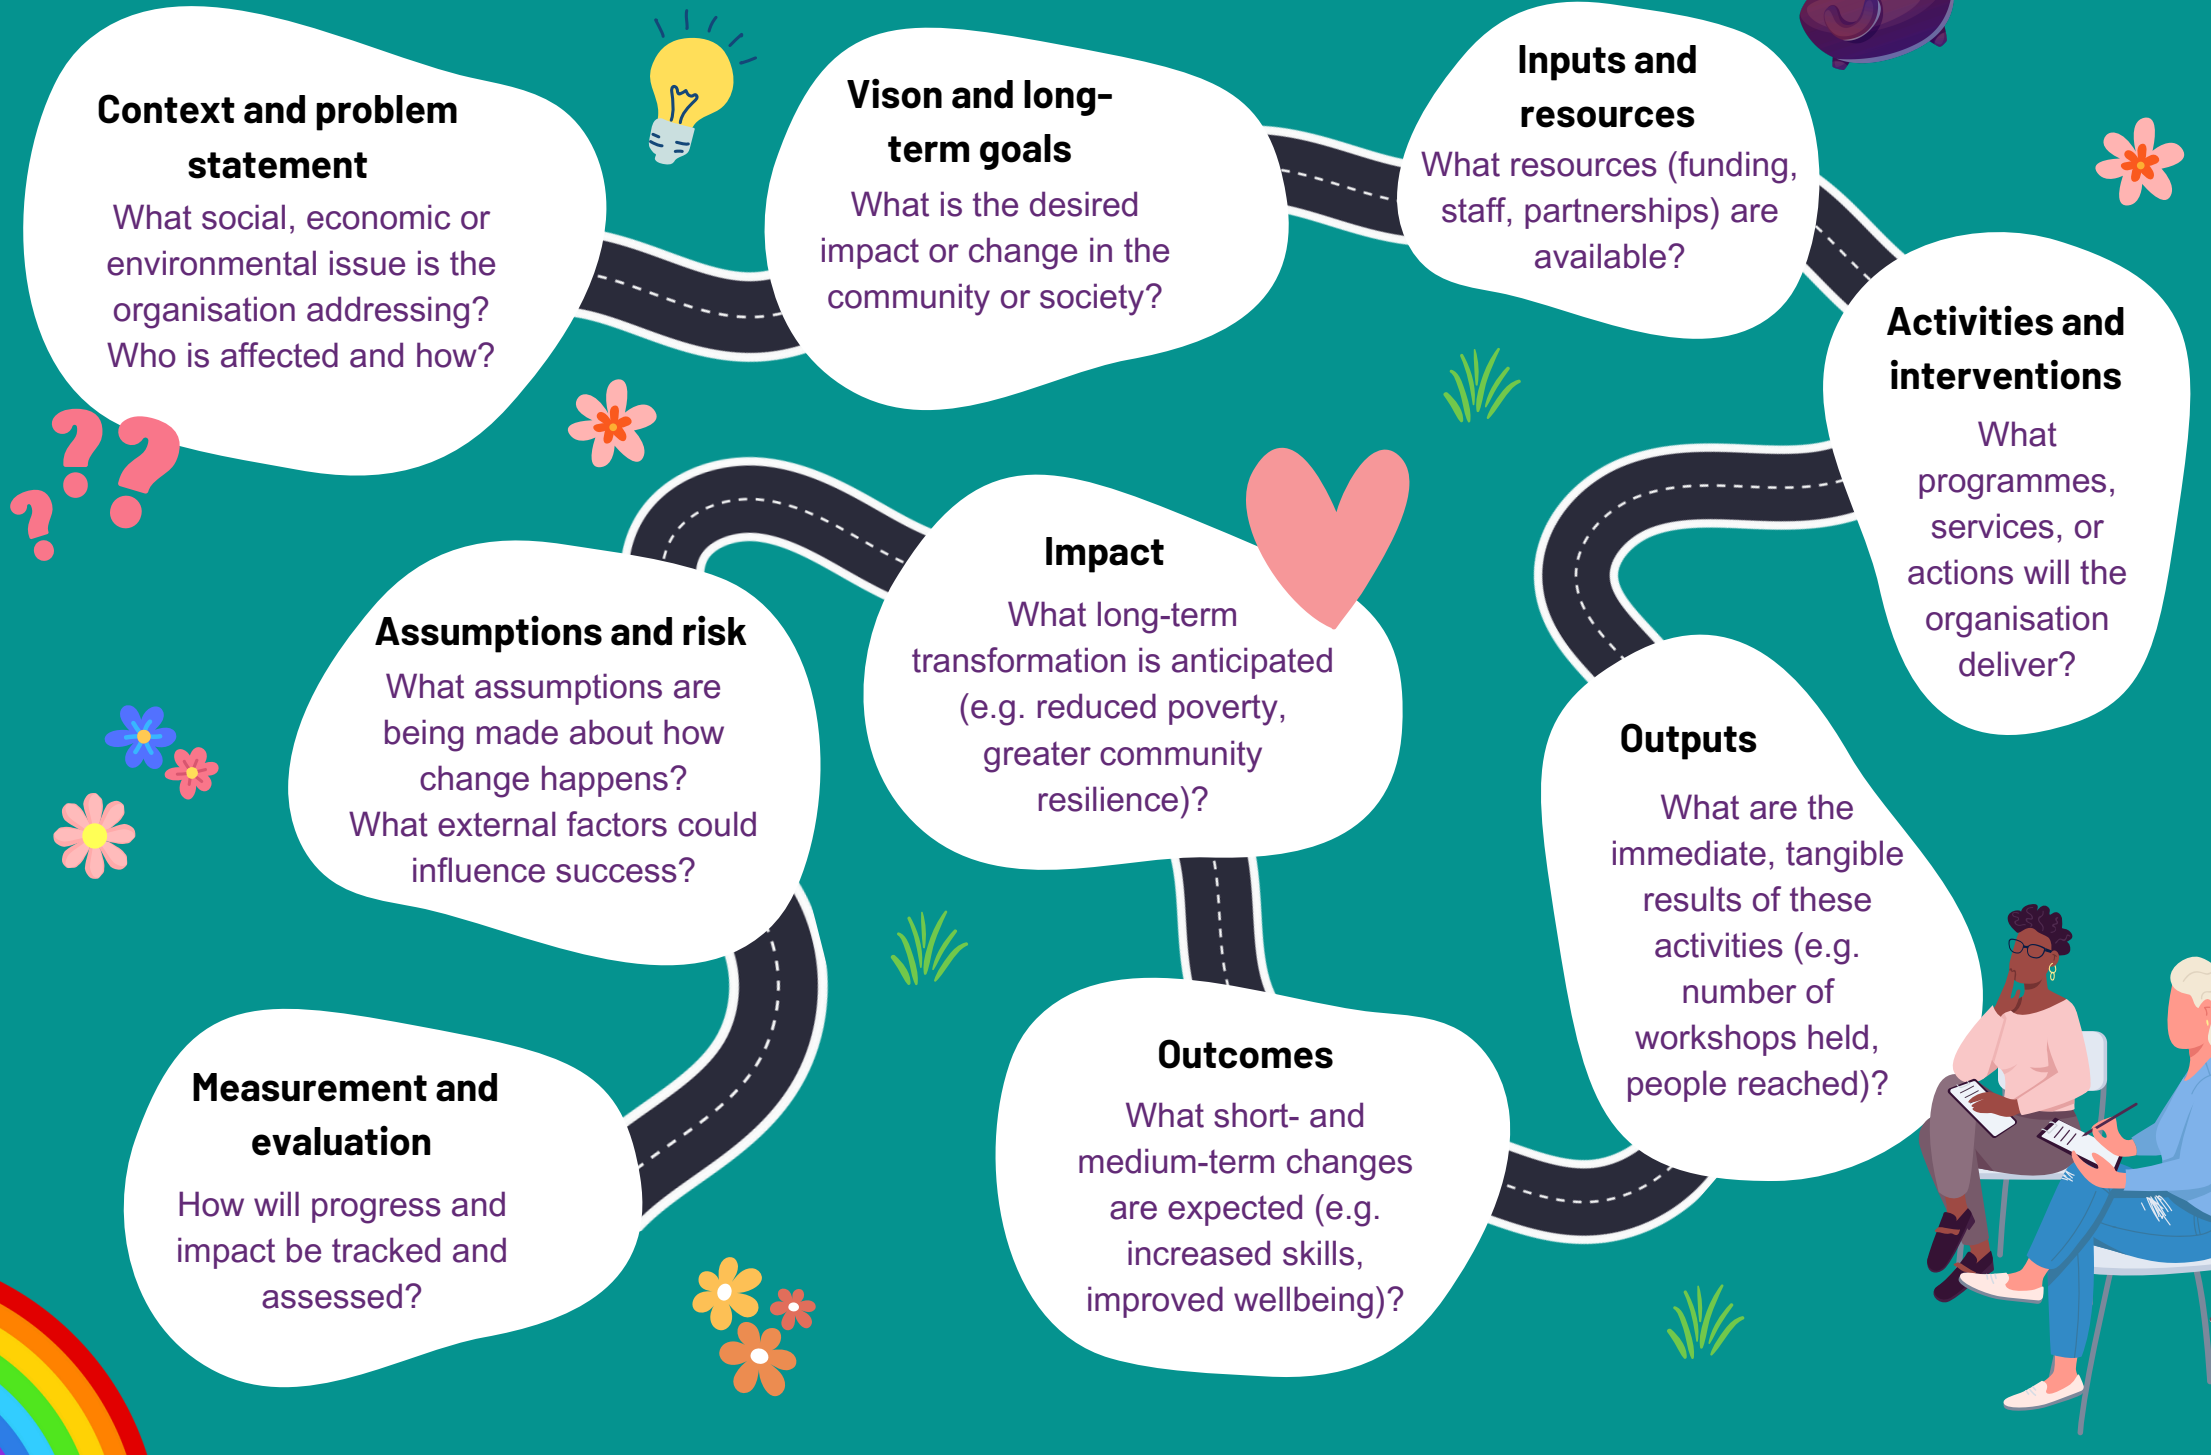 Context and problem
statement
What social, economic or
environmental issue is the
organisation addressing?
Who is affected and how?
Vison and long-
term goals
What is the desired
impact or change in the
community or society?
Inputs and
resources
What resources (funding,
staff, partnerships) are
available?
Activities and
interventions
What
programmes,
services, or
actions will the
organisation
deliver?
Outputs
What are the
immediate, tangible
results of these
activities (e.g.
number of
workshops held,
people reached)?
Outcomes
What short- and
medium-term changes
are expected (e.g.
increased skills,
improved wellbeing)?
Impact
What long-term
transformation is anticipated
(e.g. reduced poverty,
greater community
resilience)?
Assumptions and risk
What assumptions are
being made about how
change happens?
What external factors could
influence success?
Measurement and
evaluation
How will progress and
impact be tracked and
assessed?
???